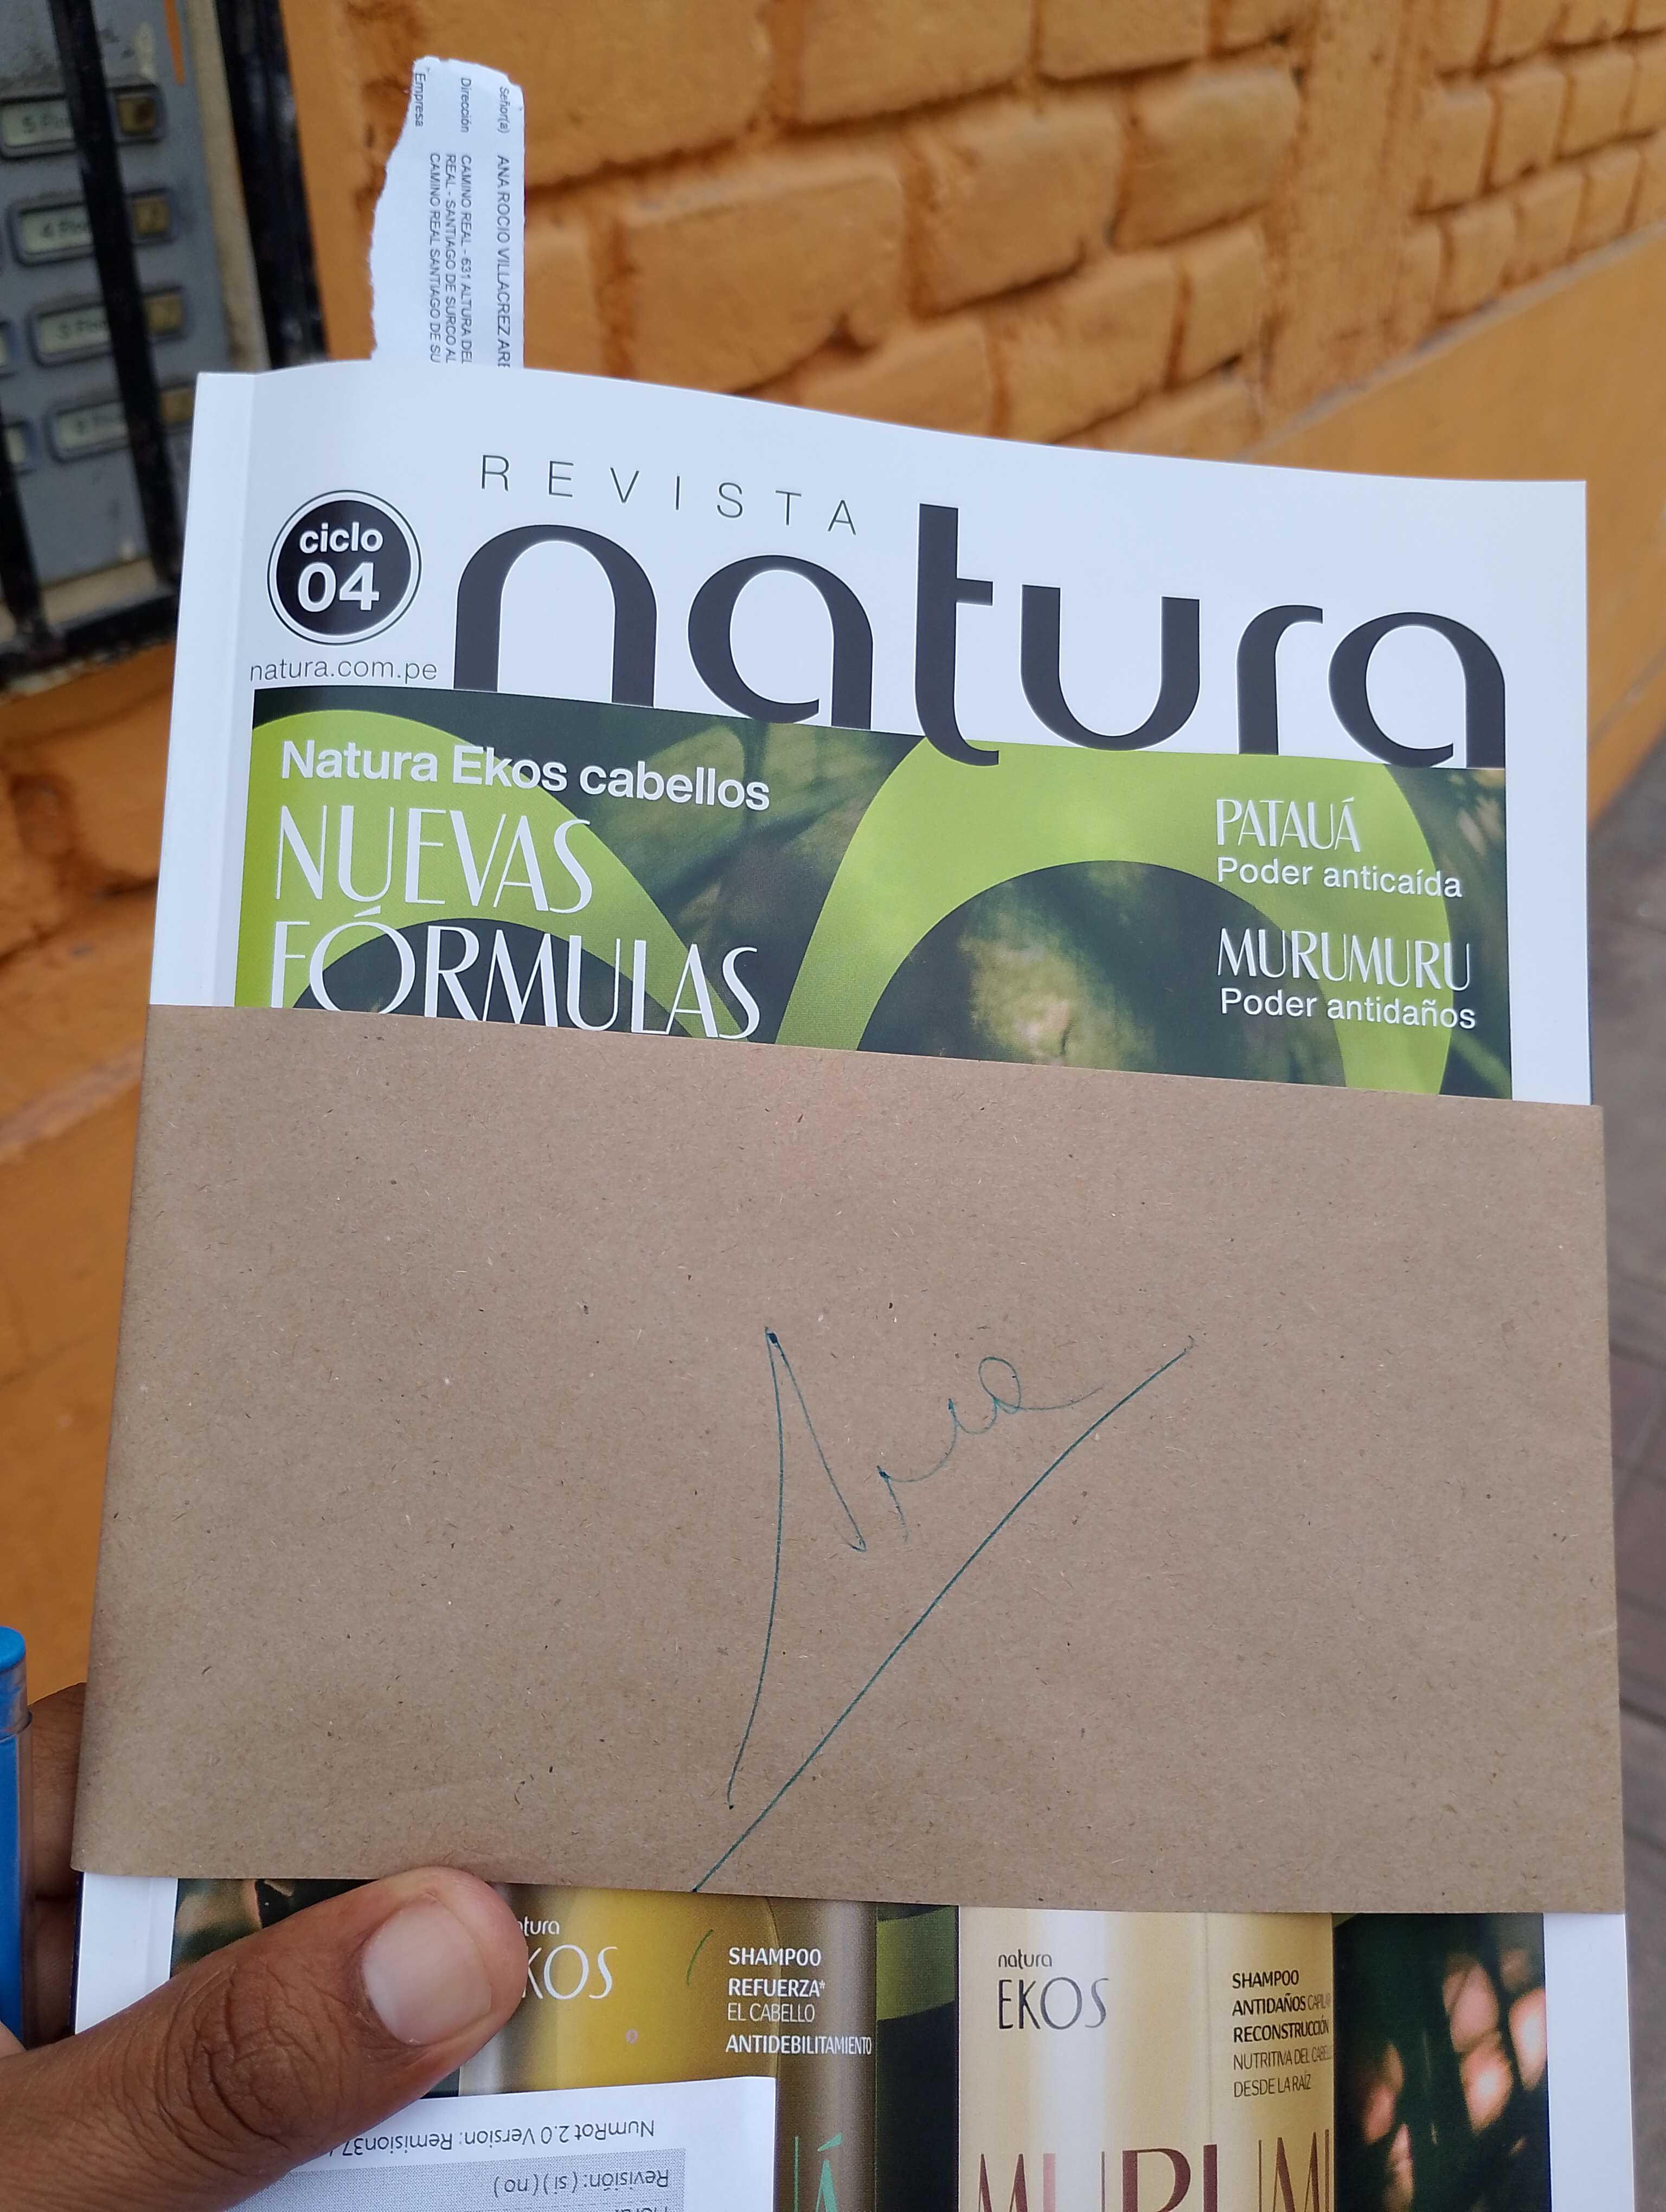 Señor(a) ANA ROCIO VILLACREZ
Dirección CAMINO REAL - 631 ALTURA DEL
REAL - SANTIAGO DE SURCO AL
Empresa CAMINO REAL SANTIAGO DE SU
REVISTA
natura
ciclo
04
natura.com.pe
Natura Ekos cabellos
NUEVAS
FÓRMULAS
PATAUÁ
Poder anticaída
MURUMURU
Poder antidaños
Ana
SHAMPOO
REFUERZA*
EL CABELLO
ANTIDEBILITAMIENTO
natura
EKOS
SHAMPOO
ANTIDAÑOS
RECONSTRUCCIÓN
NUTRITIVA DEL
DESDE LA RAÍZ
NumRot 2.0 Version: Remision37
Revisión: ( si ) ( no )